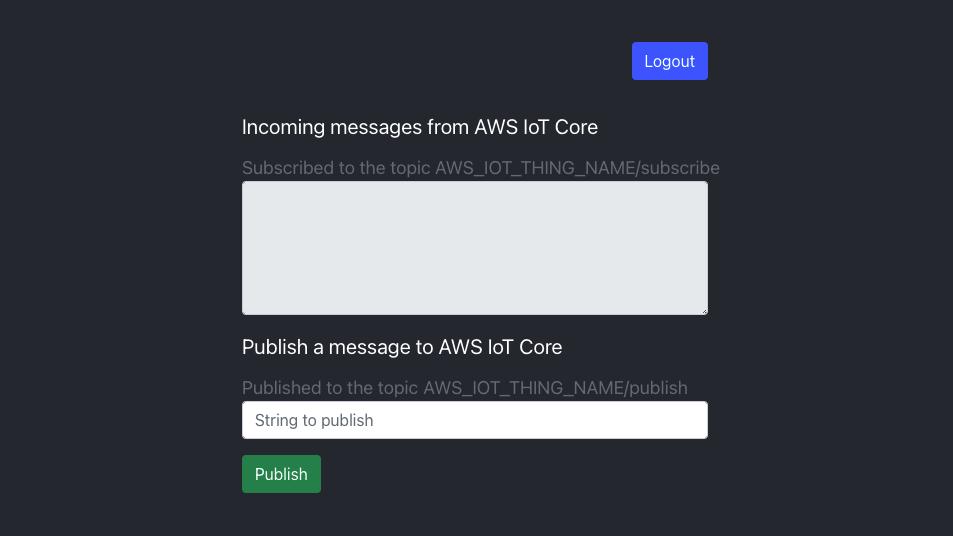 Logout
Incoming messages from AWS IoT Core
Subscribed to the topic AWS_IOT_THING_NAME/subscribe
Publish a message to AWS IoT Core
Published to the topic AWS_IOT_THING_NAME/publish
String to publish
Publish